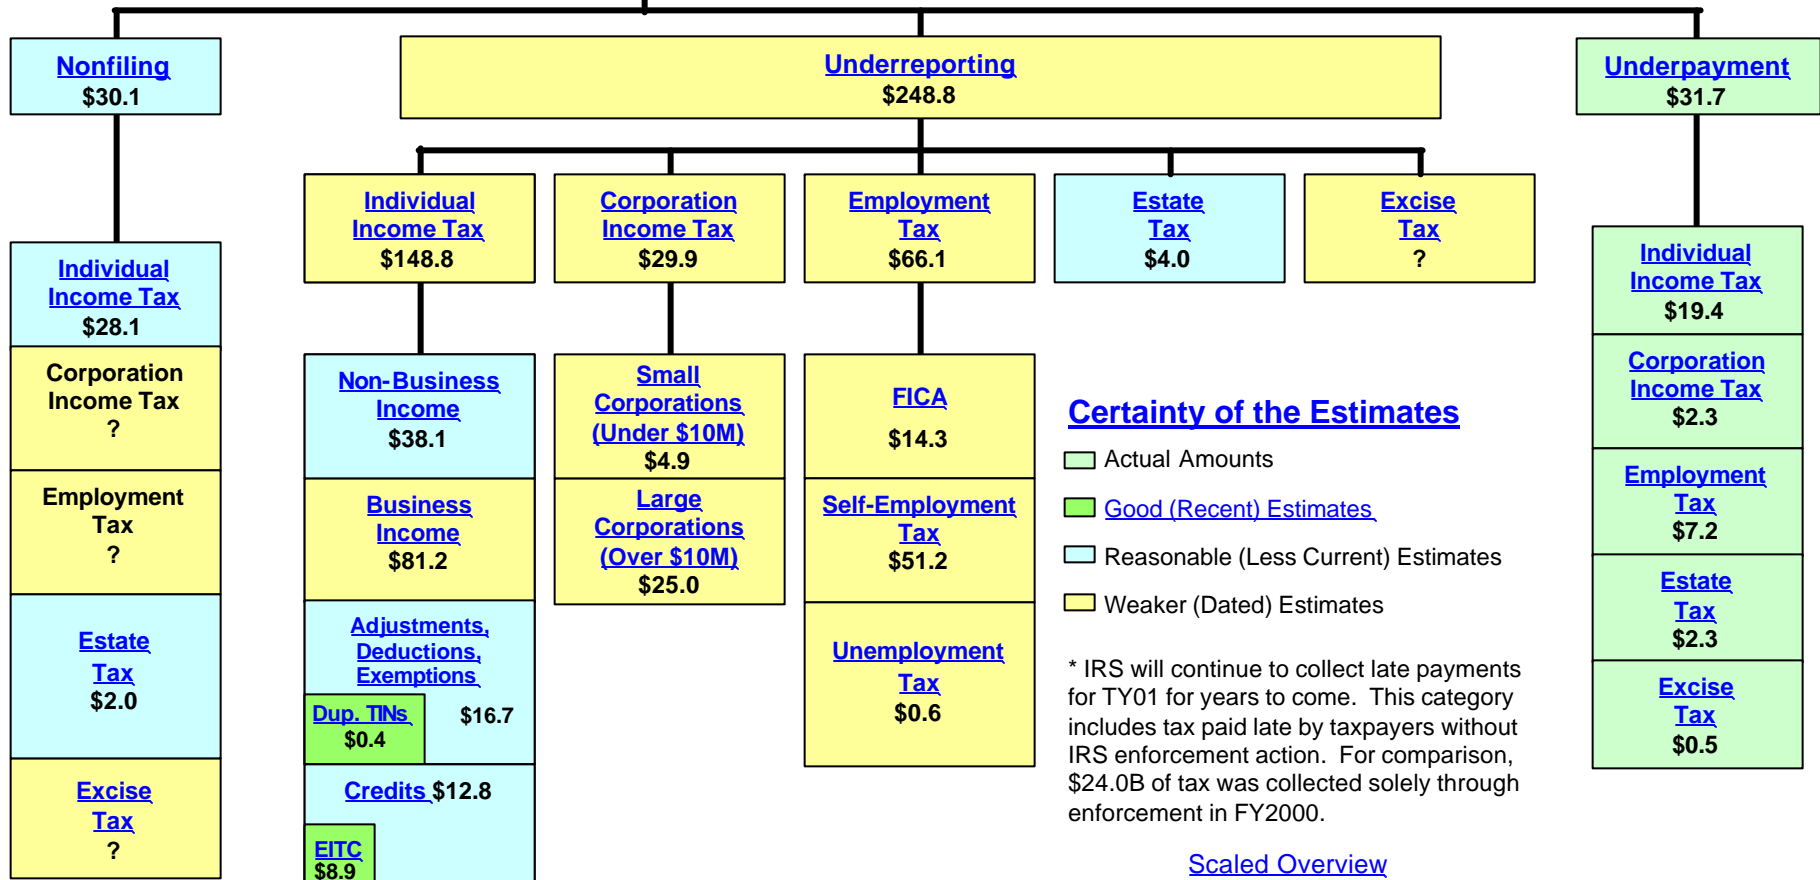 Nonfiling
$30.1
Underreporting
$248.8
Underpayment
$31.7
Individual
Income Tax
$28.1
Corporation
Income Tax
?
Employment
Tax
?
Estate
Tax
$2.0
Excise
Tax
?
Individual
Income Tax
$148.8
Non-Business
Income
$38.1
Business
Income
$81.2
Adjustments,
Deductions,
Exemptions
Dup. TINs
$0.4
$16.7
Credits $12.8
EITC
$8.9
Corporation
Income Tax
$29.9
Small
Corporations
(Under $10M)
$4.9
Large
Corporations
(Over $10M)
$25.0
Employment
Tax
$66.1
FICA
$14.3
Self-Employment
Tax
$51.2
Unemployment
Tax
$0.6
Estate
Tax
$4.0
Excise
Tax
?
Certainty of the Estimates
Actual Amounts
Good (Recent) Estimates
Reasonable (Less Current) Estimates
Weaker (Dated) Estimates
* IRS will continue to collect late payments
for TY01 for years to come. This category
includes tax paid late by taxpayers without
IRS enforcement action. For comparison,
$24.0B of tax was collected solely through
enforcement in FY2000.
Scaled Overview
Individual
Income Tax
$19.4
Corporation
Income Tax
$2.3
Employment
Tax
$7.2
Estate
Tax
$2.3
Excise
Tax
$0.5